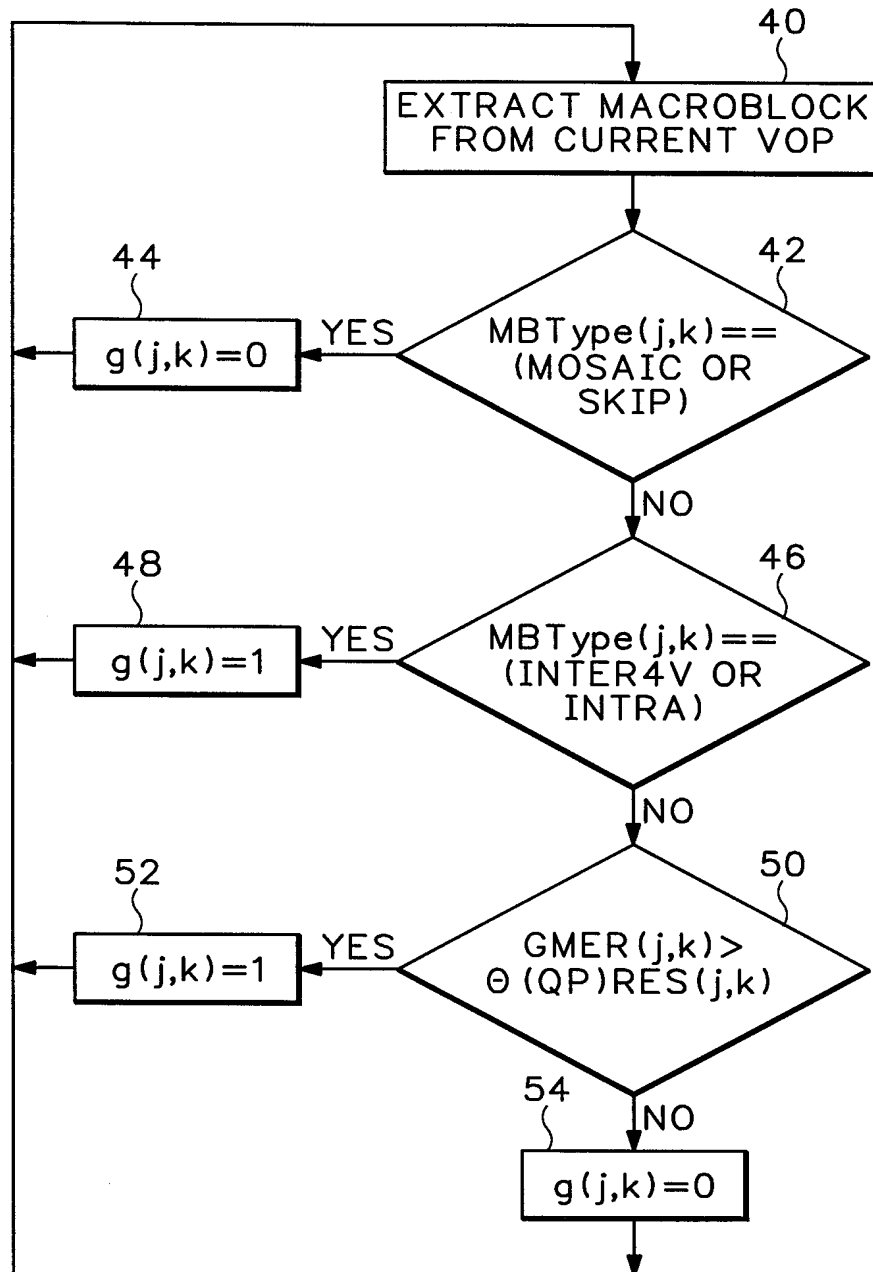 40
EXTRACT MACROBLOCK
FROM CURRENT VOP
42
44
MBType(j,k)==
(MOSAIC OR
SKIP)
YES
g(j,k)=0
NO
46
48
MBType(j,k)==
(INTER4V OR
INTRA)
YES
g(j,k)=1
NO
50
52
GMER(j,k)>
Θ(QP)RES(j,k)
YES
g(j,k)=1
NO
54
g(j,k)=0